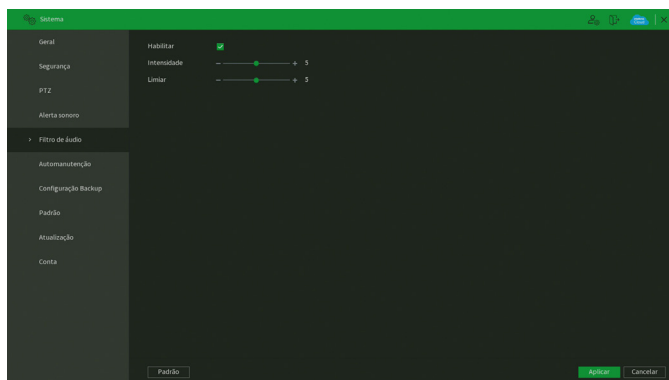 Sistema
Geral
Segurança
PTZ
Alerta sonoro
> Filtro de áudio
Automanutenção
Configuração Backup
Padrão
Atualização
Conta
Habilitar
Intensidade − + 5
Limiar − + 5
Padrão
Aplicar
Cancelar